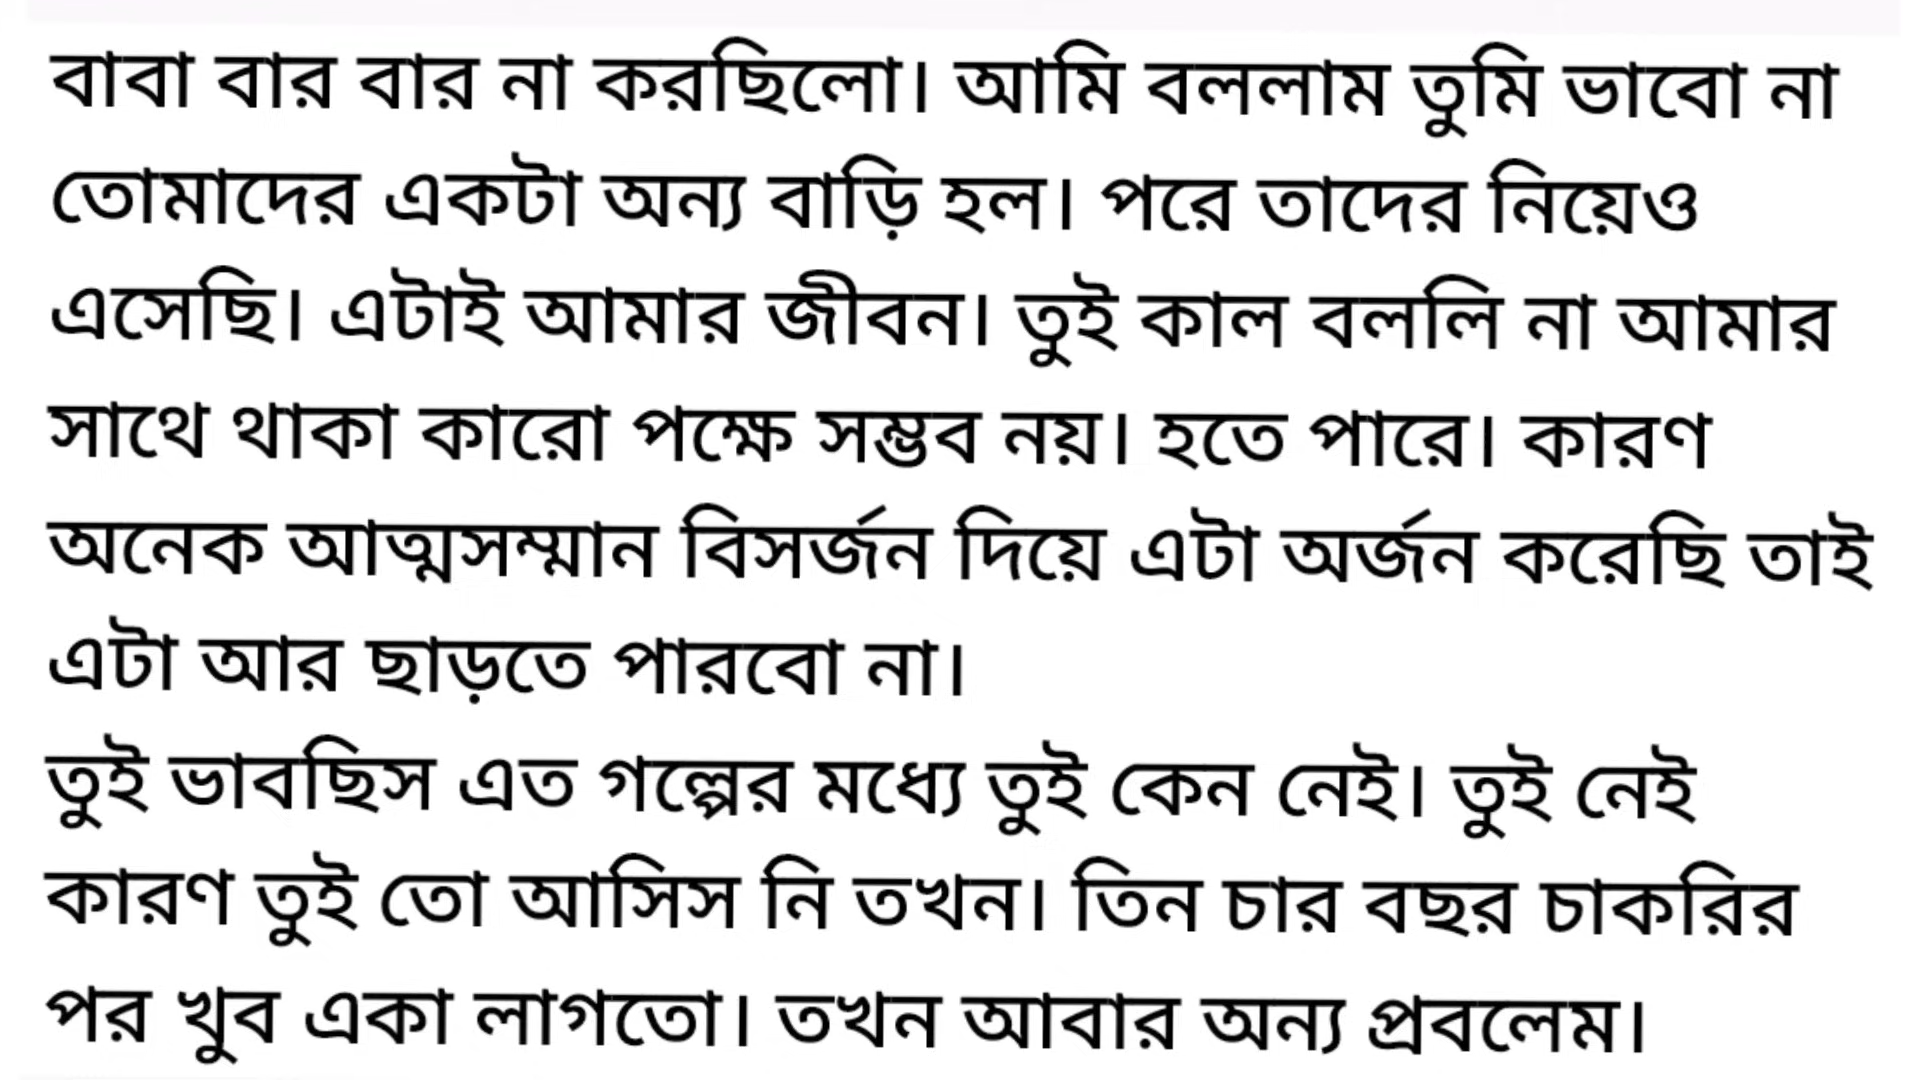 বাবা বার বার না করছিলো। আমি বললাম তুমি ভাবো না
তোমাদের একটা অন্য বাড়ি হল। পরে তাদের নিয়েও
এসেছি। এটাই আমার জীবন। তুই কাল বললি না আমার
সাথে থাকা কারো পক্ষে সম্ভব নয়। হতে পারে। কারণ
অনেক আত্মসম্মান বিসর্জন দিয়ে এটা অর্জন করেছি তাই
এটা আর ছাড়তে পারবো না।
তুই ভাবছিস এত গল্পের মধ্যে তুই কেন নেই। তুই নেই
কারণ তুই তো আসিস নি তখন। তিন চার বছর চাকরির
পর খুব একা লাগতো। তখন আবার অন্য প্রবলেম।